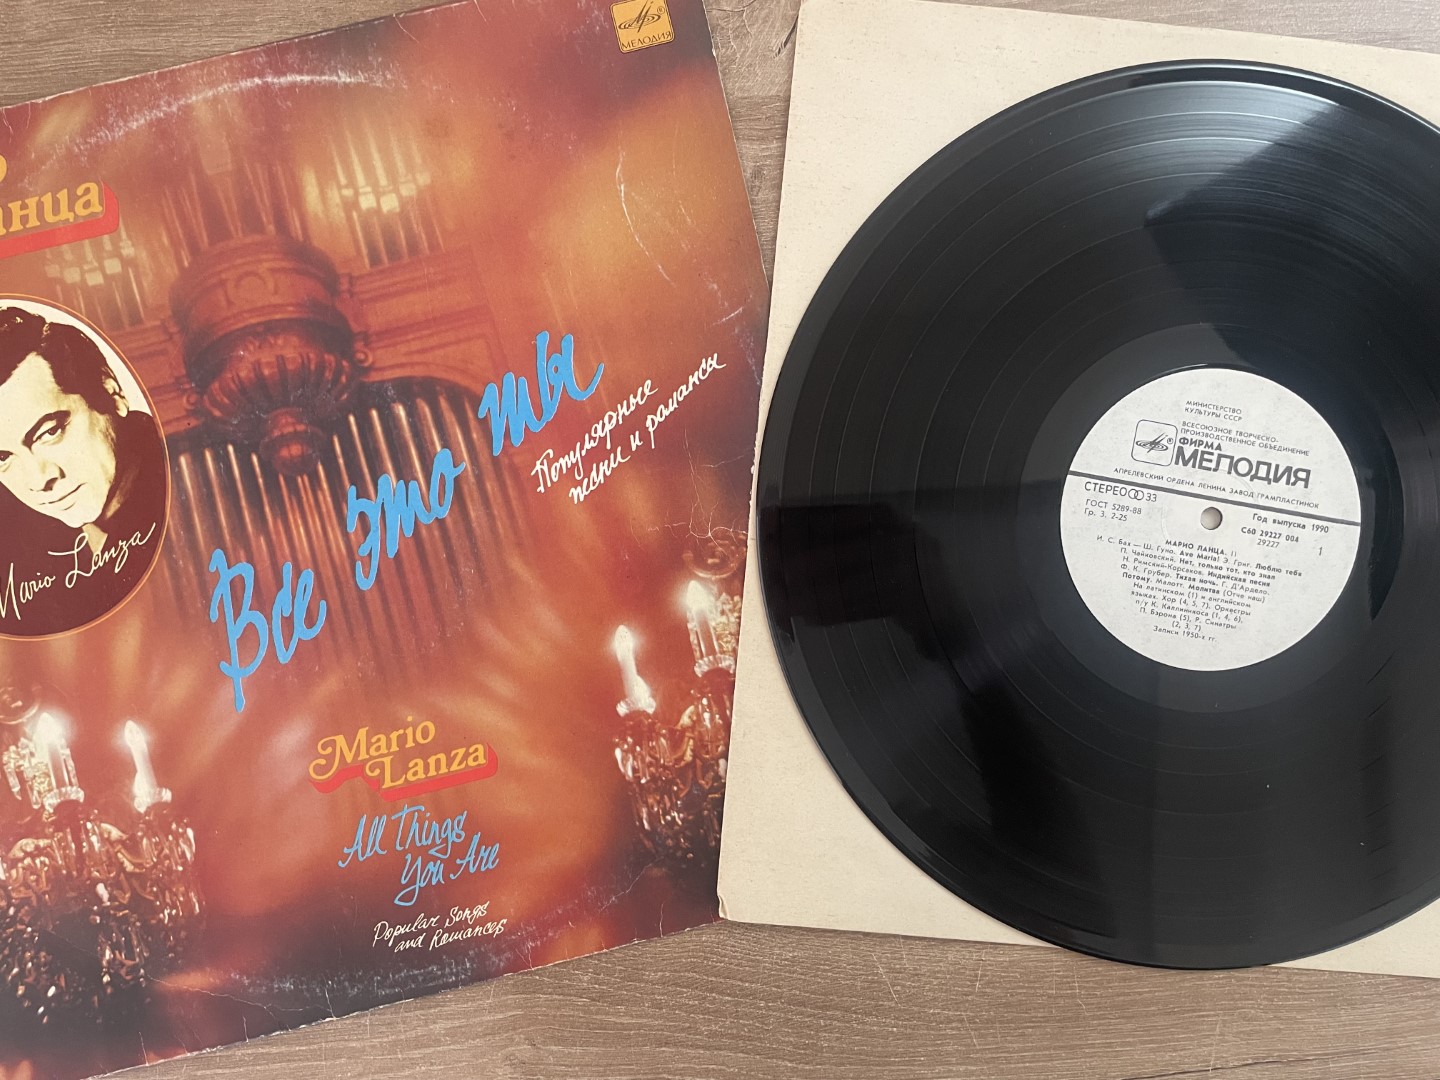 МЕЛОДИЯ
Mario Lanza
Все это ты
Популярные
песни и романсы
Mario
Lanza
All Things
You Are
Popular Songs
and Romances
МИНИСТЕРСТВО
КУЛЬТУРЫ СССР
ВСЕСОЮЗНОЕ ТВОРЧЕСКО-
ПРОИЗВОДСТВЕННОЕ ОБЪЕДИНЕНИЕ
ФИРМА
МЕЛОДИЯ
АПРЕЛЕВСКИЙ ОРДЕНА ЛЕНИНА ЗАВОД ГРАМПЛАСТИНОК
СТЕРЕО 33
ГОСТ 5289-88
Гр. 3. 2-25
Год выпуска 1990
С60 29227 004
29227
1
МАРИО ЛАНЦА. (1)
И. С. Бах — Ш. Гуно. Ave Maria! Э. Григ. Люблю тебя
П. Чайковский. Нет, только тот, кто знал
Н. Римский-Корсаков. Индийская песня
Ф. К. Грубер. Тихая ночь. Г. Д'Ардело.
Потому. Малотт. Молитва (Отче наш)
На латинском (1) и английском
языках. Хор (4, 5, 7). Оркестры
п/у К. Каллиникоса (1, 4, 6),
П. Бэрона (5), Р. Синатры
(2, 3, 7)
Записи 1950-х гг.